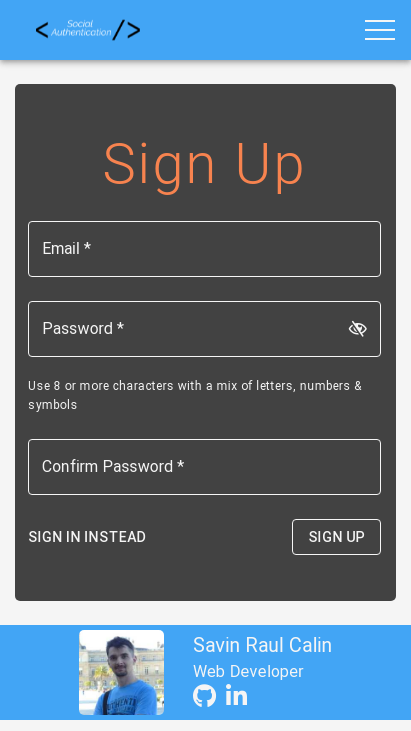 Social
Authentication
Sign Up
Email *
Password *
Use 8 or more characters with a mix of letters, numbers &
symbols
Confirm Password *
SIGN IN INSTEAD
SIGN UP
Savin Raul Calin
Web Developer
in